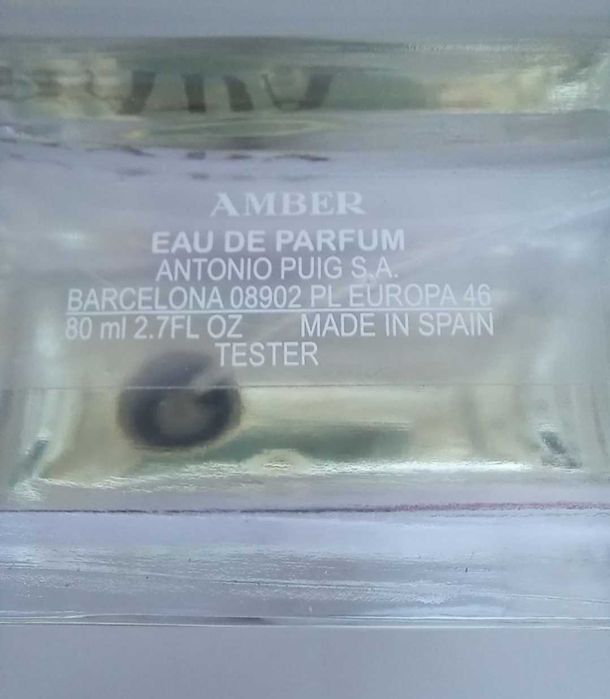 AMBER
EAU DE PARFUM
ANTONIO PUIG S.A.
BARCELONA 08902 PL EUROPA 46
80 ml 2.7FL OZ MADE IN SPAIN
TESTER